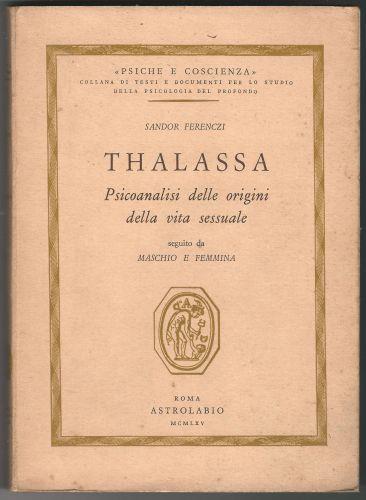 «PSICHE E COSCIENZA»
COLLANA DI TESTI E DOCUMENTI PER LO STUDIO
DELLA PSICOLOGIA DEL PROFONDO
SANDOR FERENCZI
THALASSA
Psicoanalisi delle origini
della vita sessuale
seguito da
MASCHIO E FEMMINA
ROMA
ASTROLABIO
MCMLXV